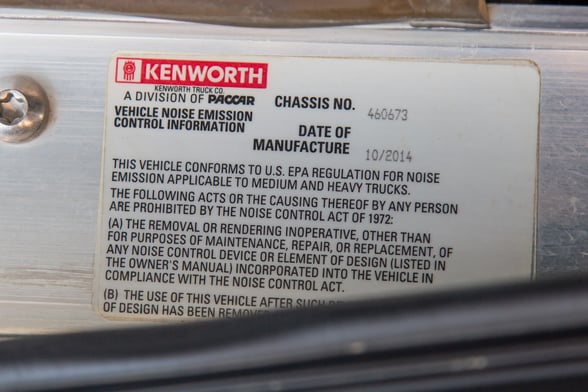 KENWORTH
KENWORTH TRUCK CO.
A DIVISION OF PACCAR
VEHICLE NOISE EMISSION
CONTROL INFORMATION
CHASSIS NO. 460673
DATE OF
MANUFACTURE 10/2014
THIS VEHICLE CONFORMS TO U.S. EPA REGULATION FOR NOISE
EMISSION APPLICABLE TO MEDIUM AND HEAVY TRUCKS.
THE FOLLOWING ACTS OR THE CAUSING THEREOF BY ANY PERSON
ARE PROHIBITED BY THE NOISE CONTROL ACT OF 1972:
(A) THE REMOVAL OR RENDERING INOPERATIVE, OTHER THAN
FOR PURPOSES OF MAINTENANCE, REPAIR, OR REPLACEMENT, OF
ANY NOISE CONTROL DEVICE OR ELEMENT OF DESIGN (LISTED IN
THE OWNER'S MANUAL) INCORPORATED INTO THE VEHICLE IN
COMPLIANCE WITH THE NOISE CONTROL ACT.
(B) THE USE OF THIS VEHICLE AFTER SUCH
OF DESIGN HAS BEEN REMOVED